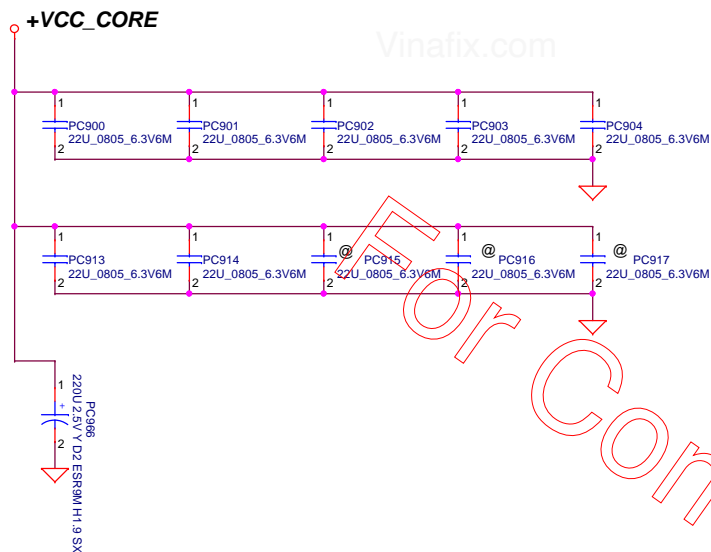 +VCC_CORE
Vinafix.com
1 1 1 1 1
PC900 PC901 PC902 PC903 PC904
22U_0805_6.3V6M 22U_0805_6.3V6M 22U_0805_6.3V6M 22U_0805_6.3V6M 22U_0805_6.3V6M
2 2 2 2 2
1 1 1 1 1
@ @ @
PC913 PC914 PC915 PC916 PC917
22U_0805_6.3V6M 22U_0805_6.3V6M 22U_0805_6.3V6M 22U_0805_6.3V6M 22U_0805_6.3V6M
2 2 2 2 2
For Com
1
+
2
PC966
220U 2.5V Y D2 ESR9M H1.9 SX